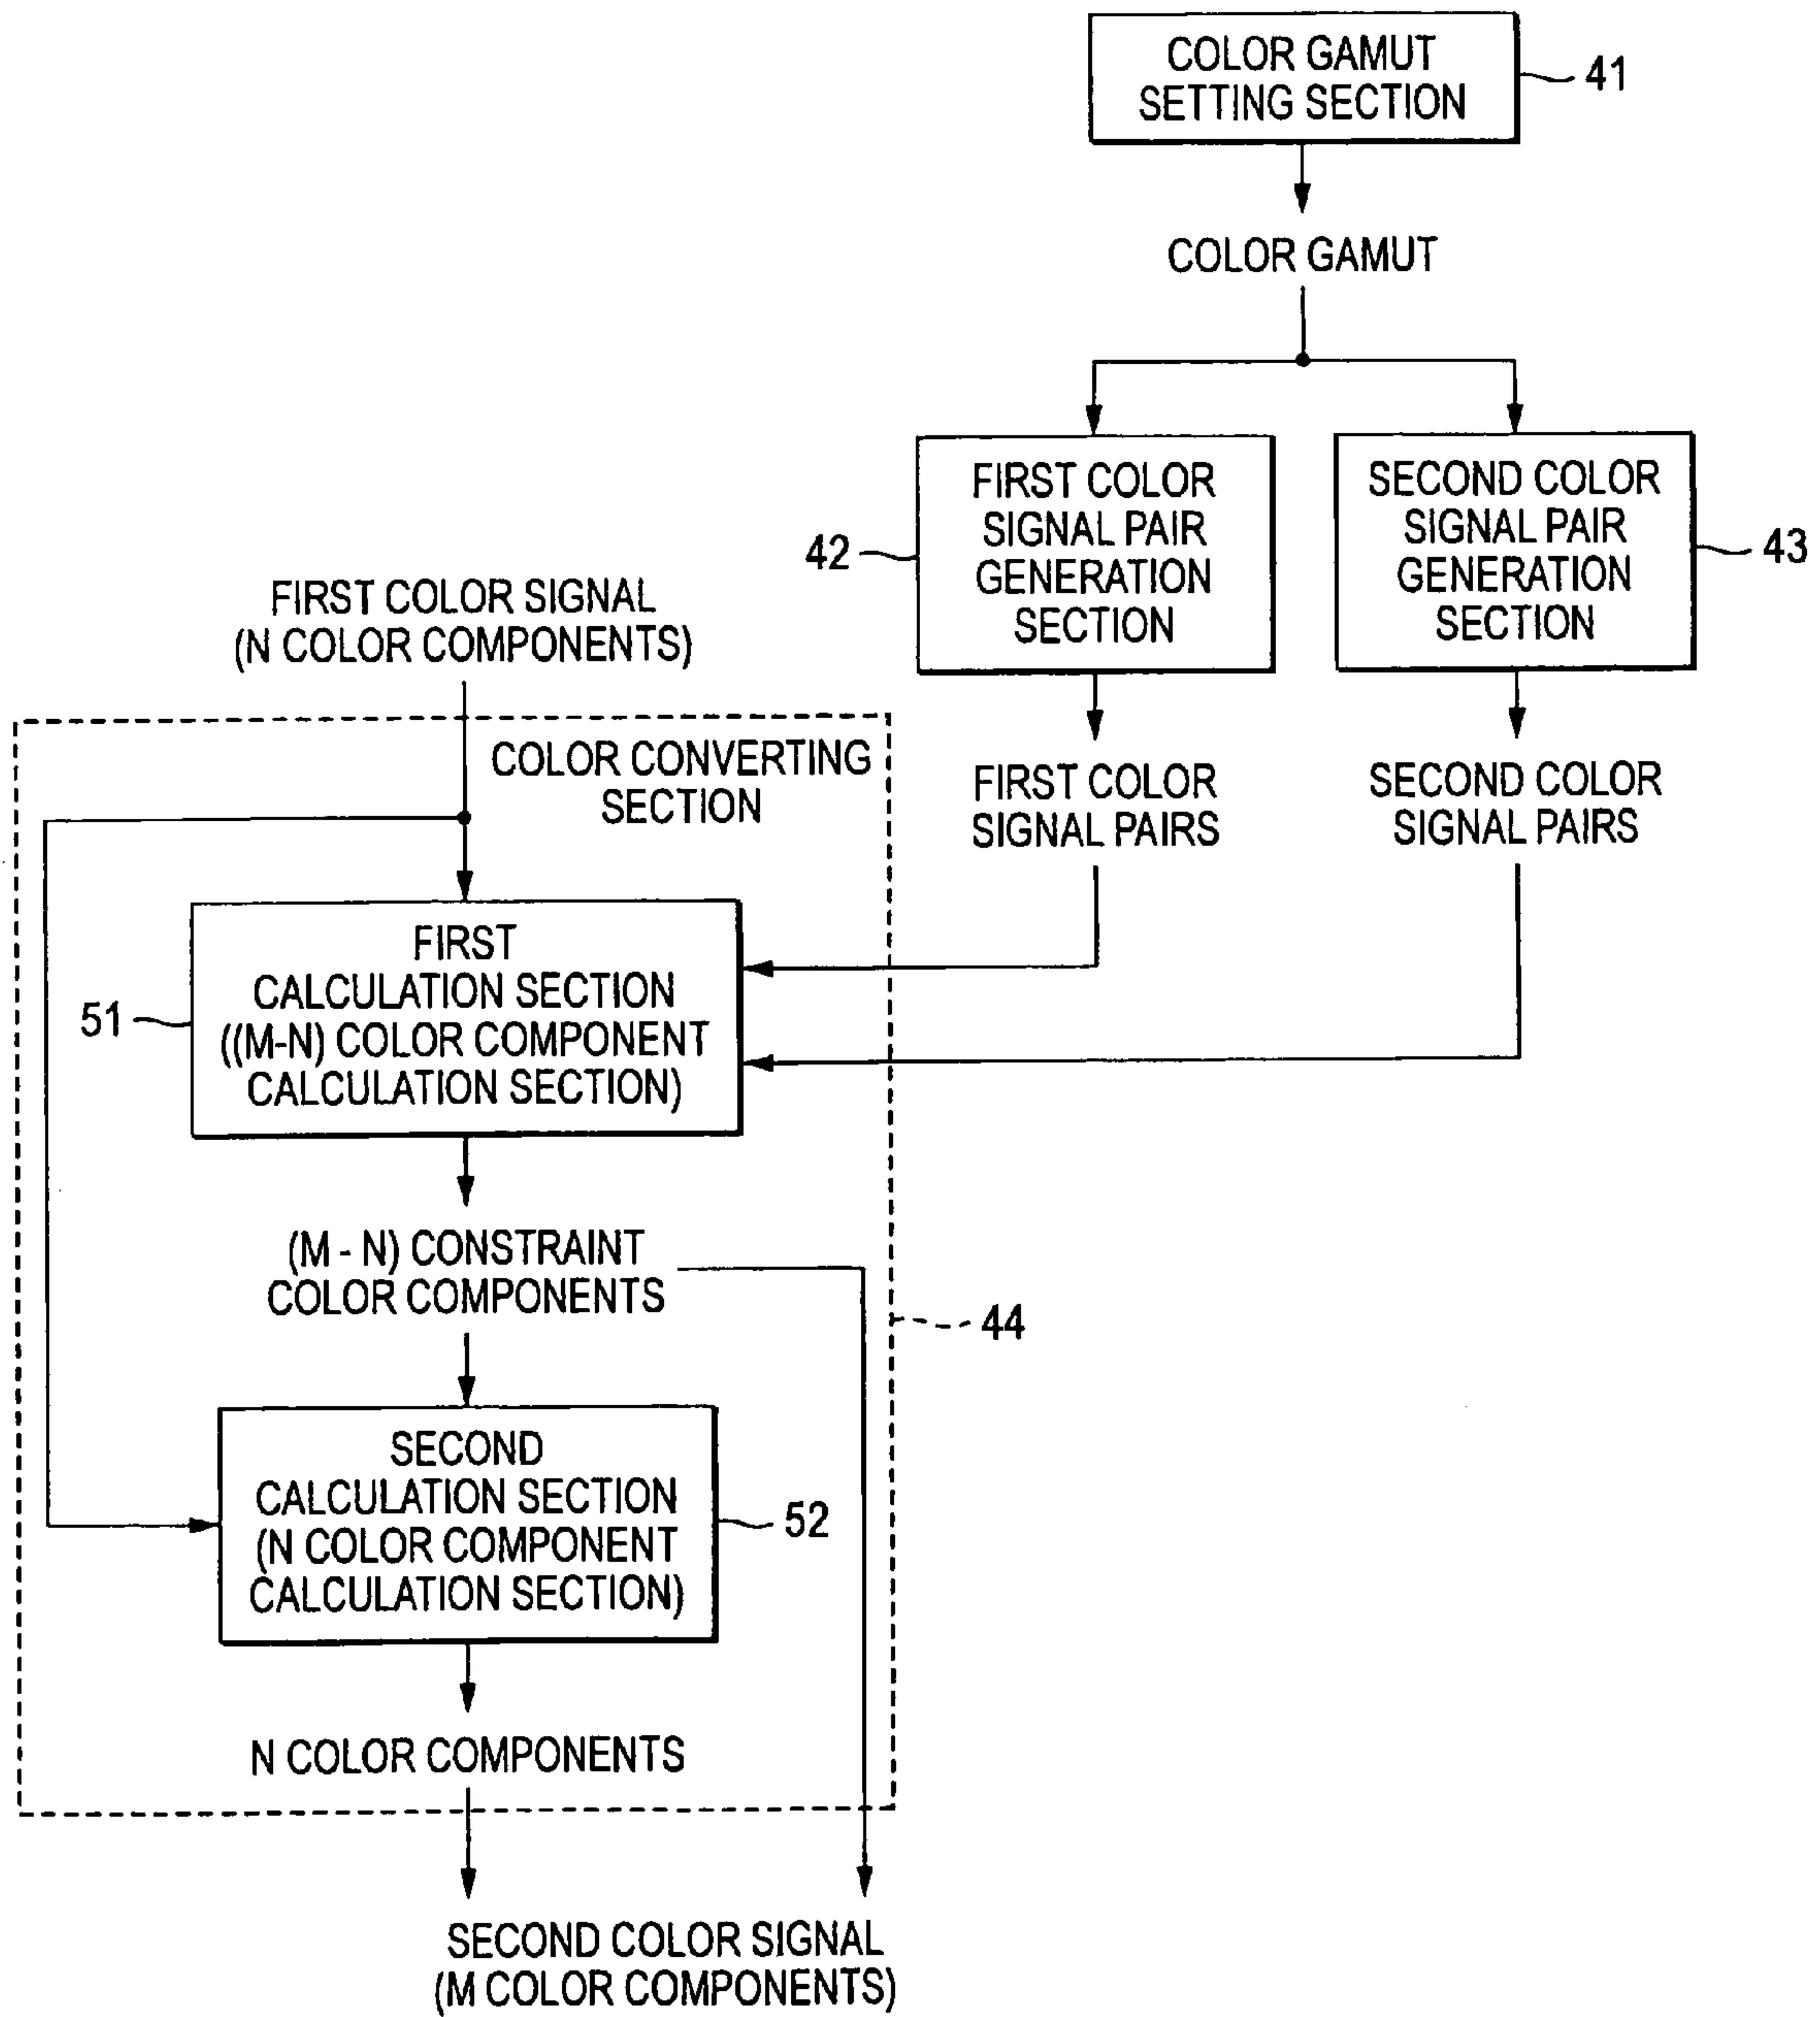 COLOR GAMUT
SETTING SECTION
41
COLOR GAMUT
FIRST COLOR
SIGNAL PAIR
GENERATION
SECTION
42
SECOND COLOR
SIGNAL PAIR
GENERATION
SECTION
43
FIRST COLOR SIGNAL
(N COLOR COMPONENTS)
COLOR CONVERTING
SECTION
FIRST COLOR
SIGNAL PAIRS
SECOND COLOR
SIGNAL PAIRS
FIRST
CALCULATION SECTION
((M-N) COLOR COMPONENT
CALCULATION SECTION)
51
(M - N) CONSTRAINT
COLOR COMPONENTS
44
SECOND
CALCULATION SECTION
(N COLOR COMPONENT
CALCULATION SECTION)
52
N COLOR COMPONENTS
SECOND COLOR SIGNAL
(M COLOR COMPONENTS)